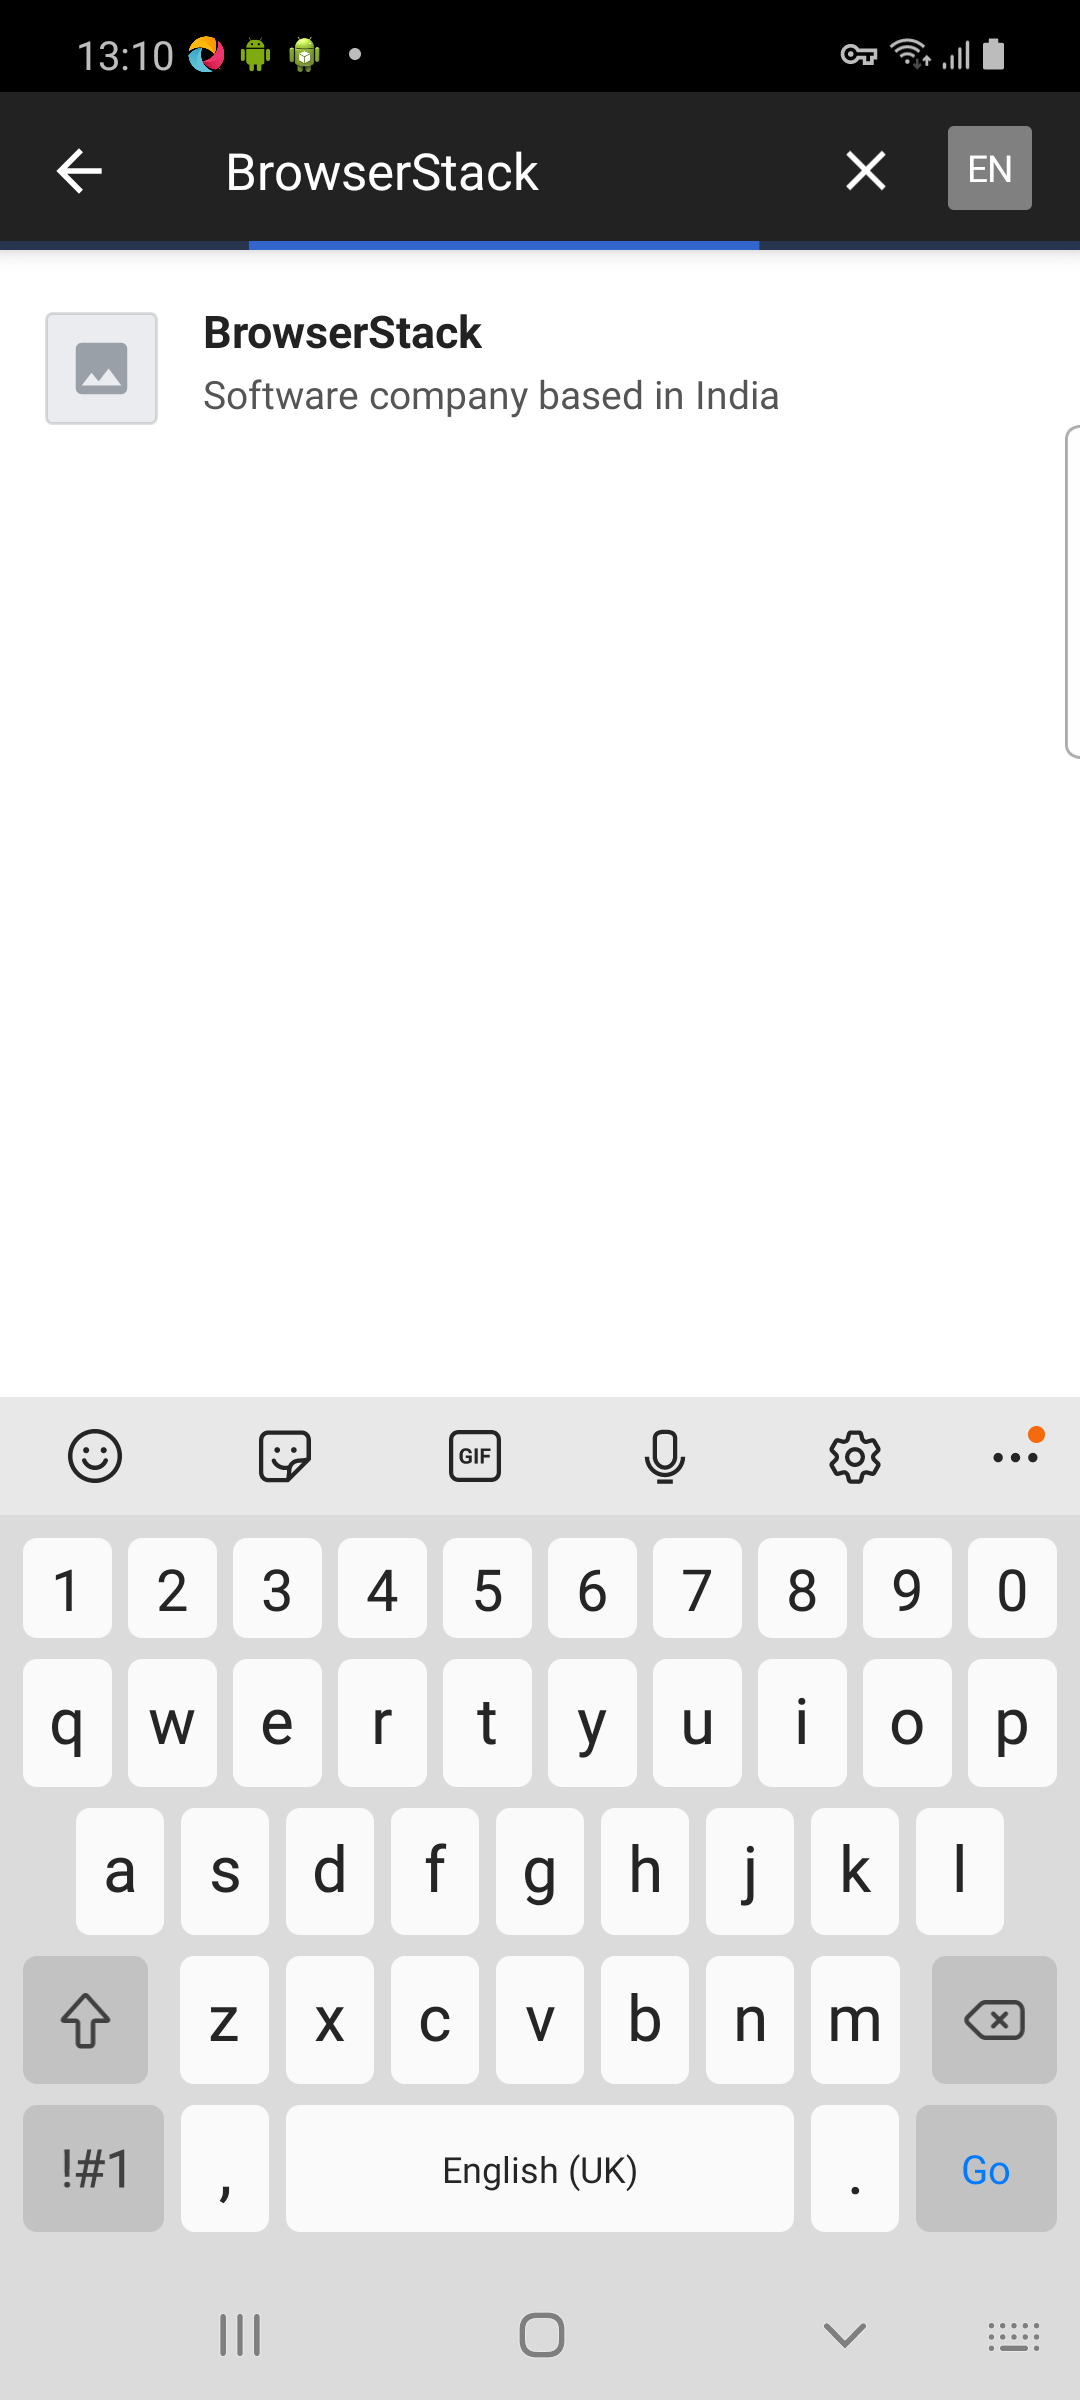 13:10
BrowserStack EN
BrowserStack
Software company based in India
GIF
1 2 3 4 5 6 7 8 9 0
q w e r t y u i o p
a s d f g h j k l
z x c v b n m
!#1 , English (UK) . Go